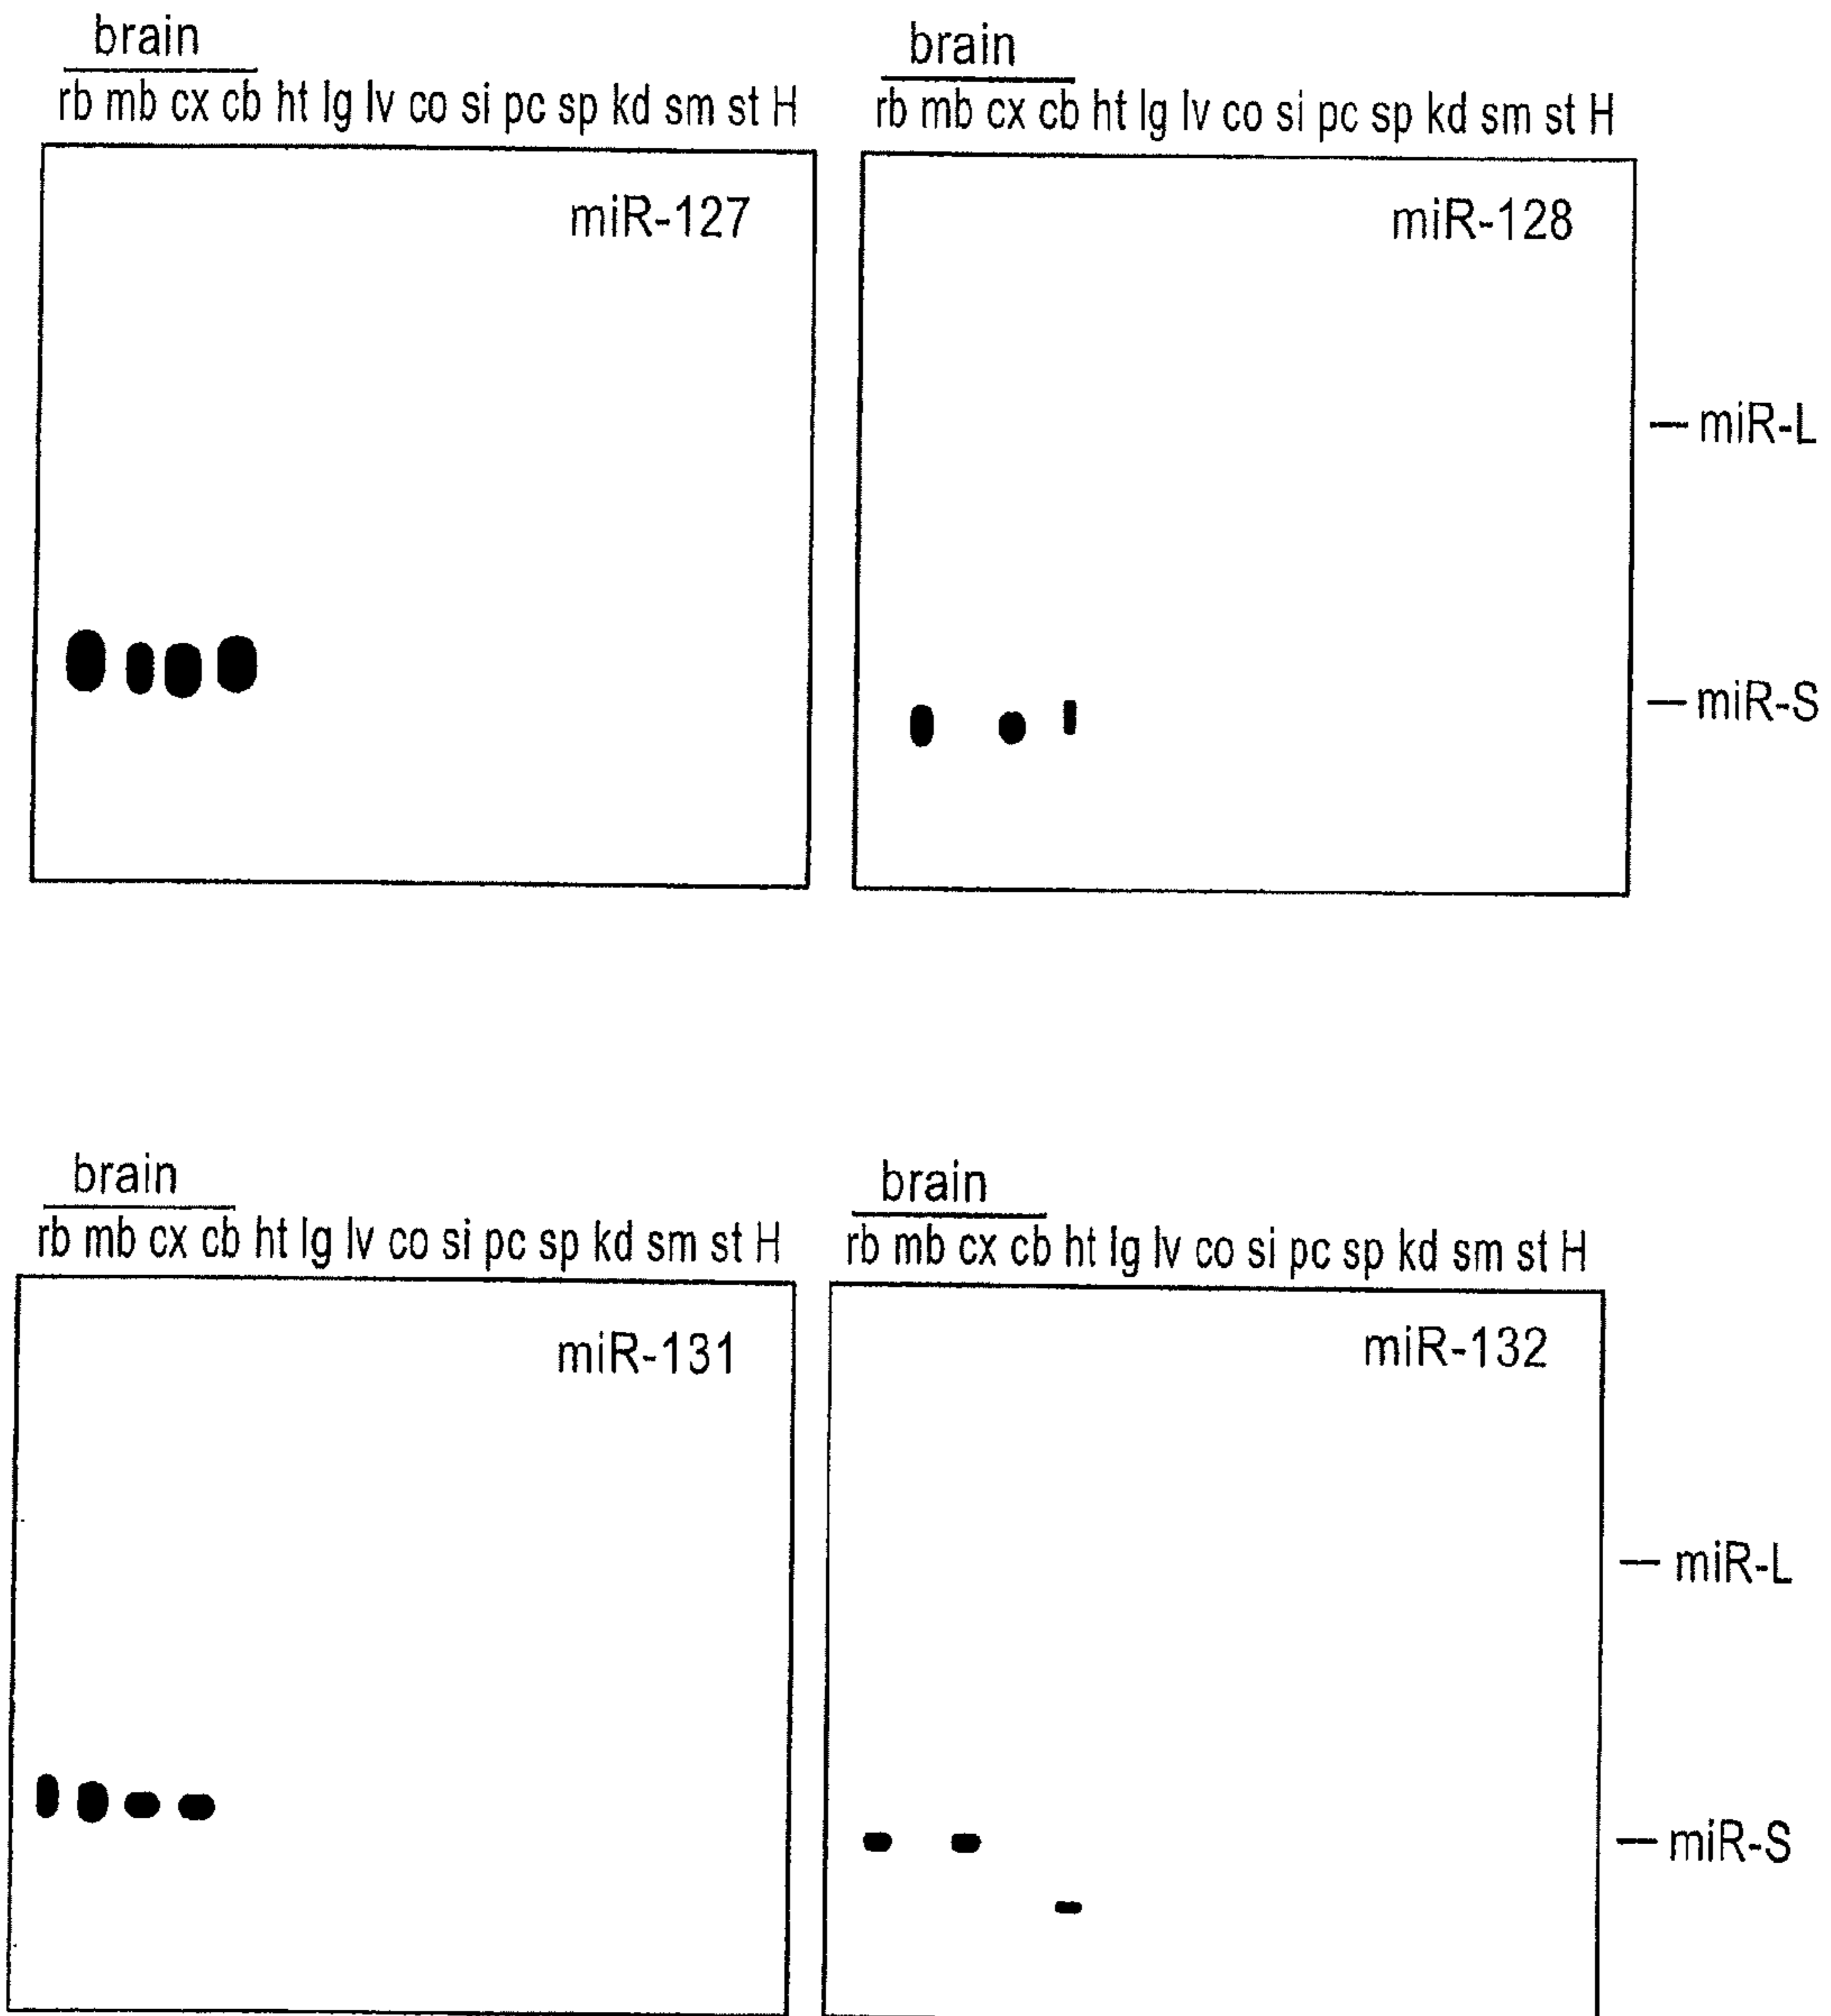 brain
rb mb cx cb ht lg lv co si pc sp kd sm st H
miR-127
brain
rb mb cx cb ht lg lv co si pc sp kd sm st H
miR-128
miR-L
miR-S
brain
rb mb cx cb ht lg lv co si pc sp kd sm st H
miR-131
brain
rb mb cx cb ht lg lv co si pc sp kd sm st H
miR-132
miR-L
miR-S